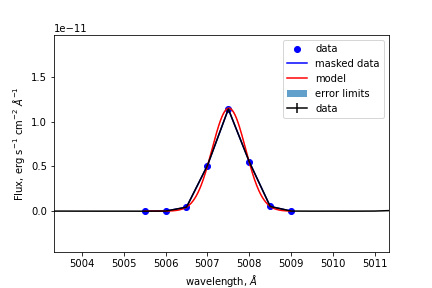 1e−11
data
masked data
model
error limits
data
Flux, erg s⁻¹ cm⁻² Å⁻¹
1.5
1.0
0.5
0.0
5004 5005 5006 5007 5008 5009 5010 5011
wavelength, Å